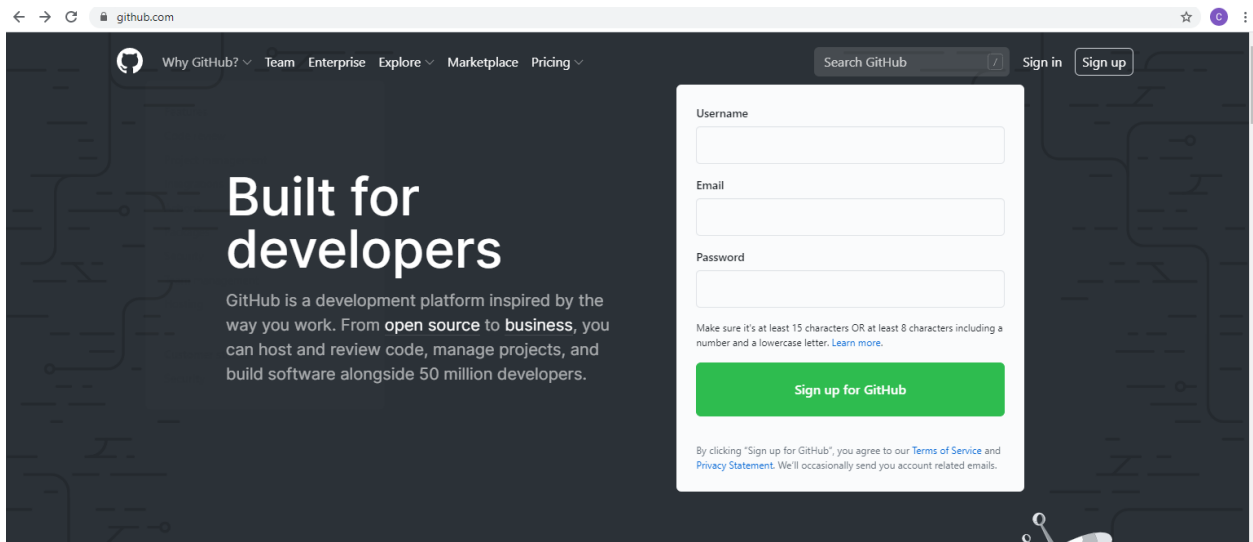 github.com
C
Why GitHub? Team Enterprise Explore Marketplace Pricing Search GitHub / Sign in Sign up
Username
Email
Password
Make sure it's at least 15 characters OR at least 8 characters including a
number and a lowercase letter. Learn more.
Sign up for GitHub
By clicking “Sign up for GitHub”, you agree to our Terms of Service and
Privacy Statement. We'll occasionally send you account related emails.
Built for
developers
GitHub is a development platform inspired by the
way you work. From open source to business, you
can host and review code, manage projects, and
build software alongside 50 million developers.